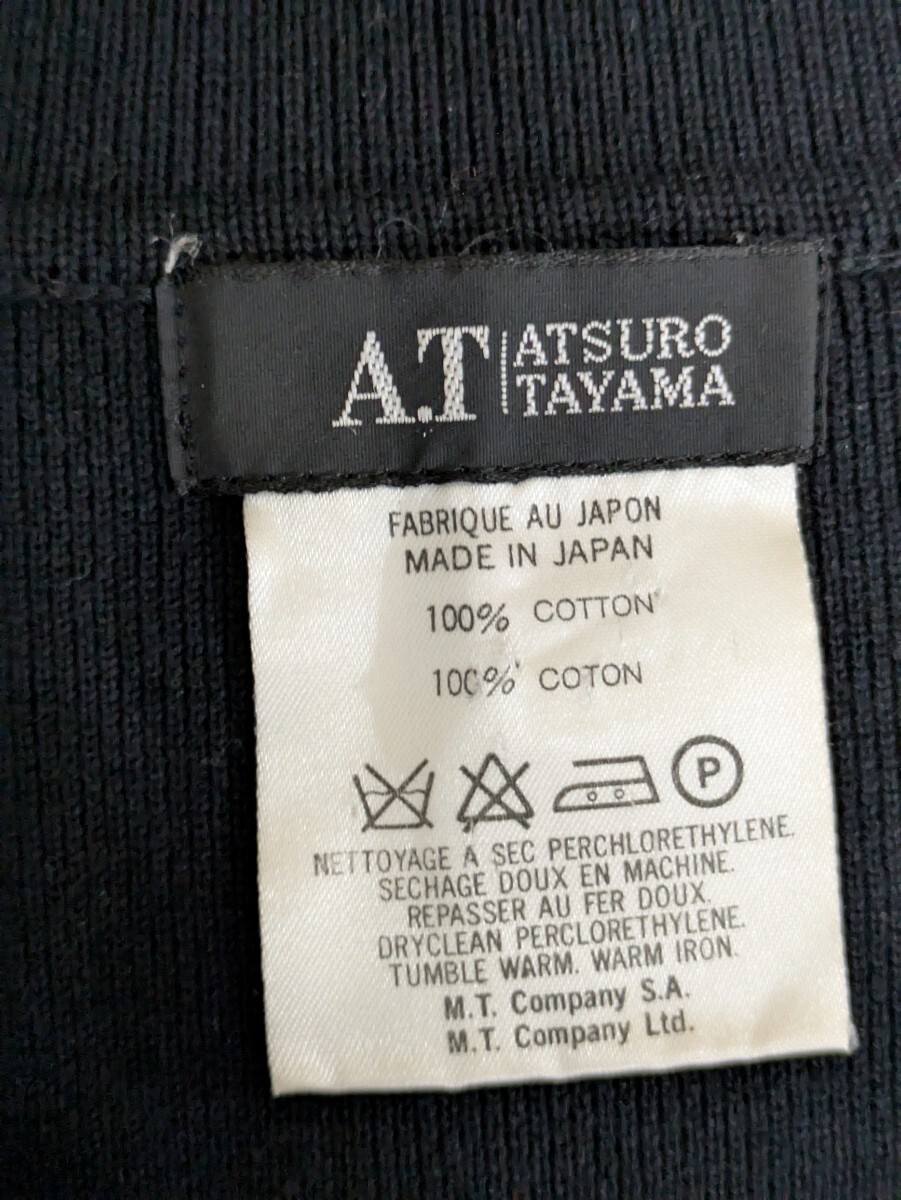 A.T ATSURO TAYAMA
FABRIQUE AU JAPON
MADE IN JAPAN
100% COTTON
100% COTON
P
NETTOYAGE A SEC PERCHLORETHYLENE.
SECHAGE DOUX EN MACHINE.
REPASSER AU FER DOUX.
DRYCLEAN PERCLORETHYLENE.
TUMBLE WARM. WARM IRON.
M.T. Company S.A.
M.T. Company Ltd.